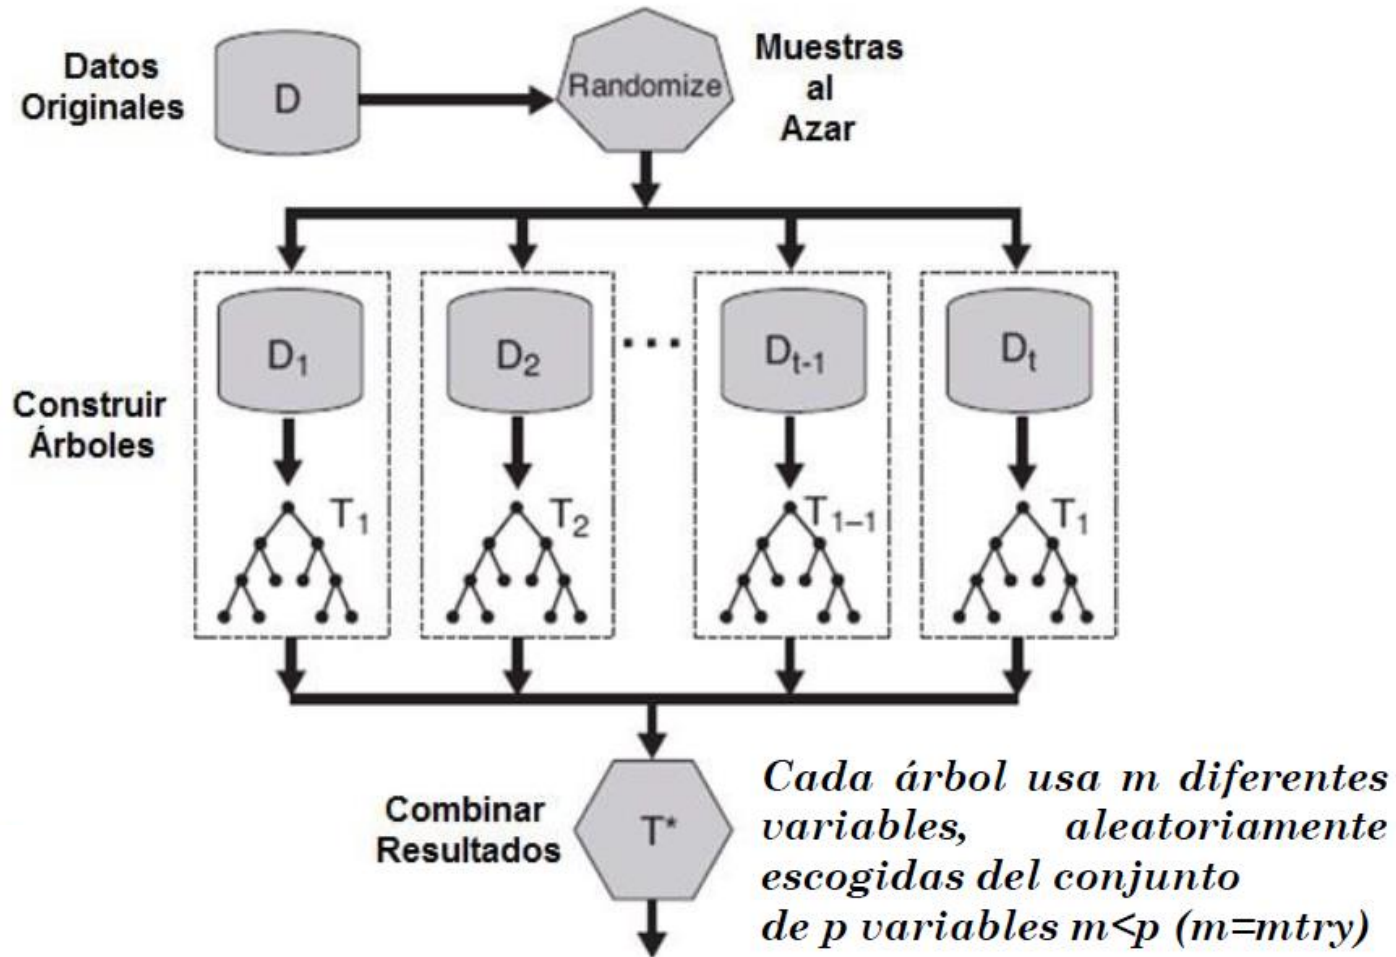 Datos
Originales
D
Randomize
Muestras
al
Azar
D1
D2
...
Dt-1
Dt
Construir
Árboles
T1
T2
T1–1
T1
Combinar
Resultados
T*
Cada árbol usa m diferentes
variables, aleatoriamente
escogidas del conjunto
de p variables m<p (m=mtry)